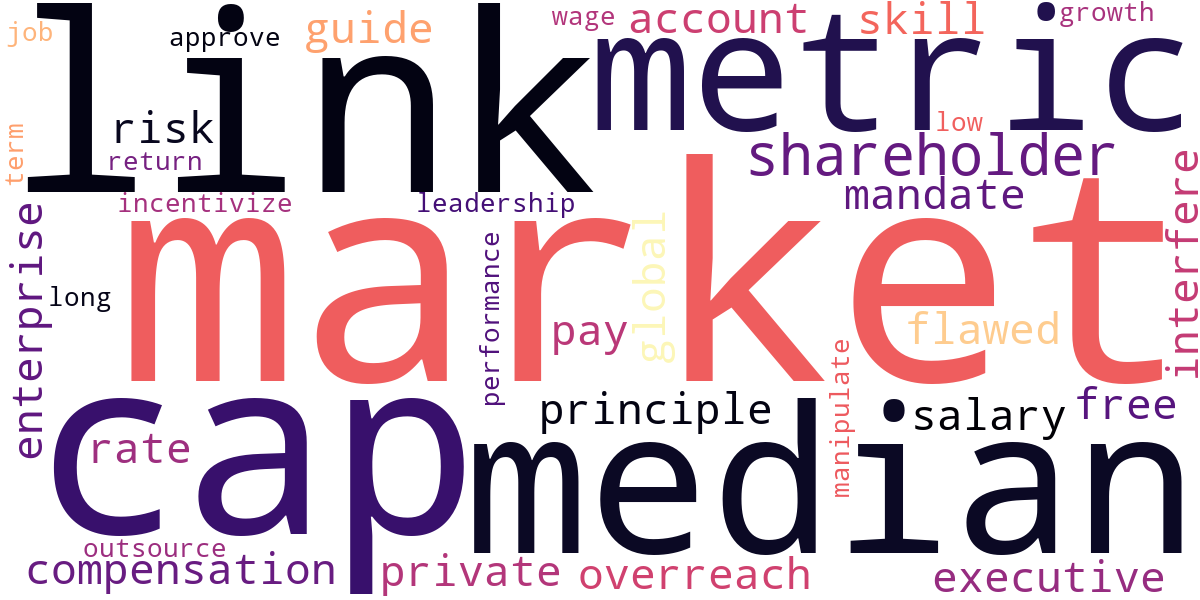 job
link
approve
guide
wage
account
skill
growth
metric
risk
return
term
low
shareholder
incentivize
leadership
mandate
interfere
market
enterprise
long
performance
pay
global
flawed
manipulate
cap
rate
principle
median
salary
free
outsource
compensation
private
overreach
executive